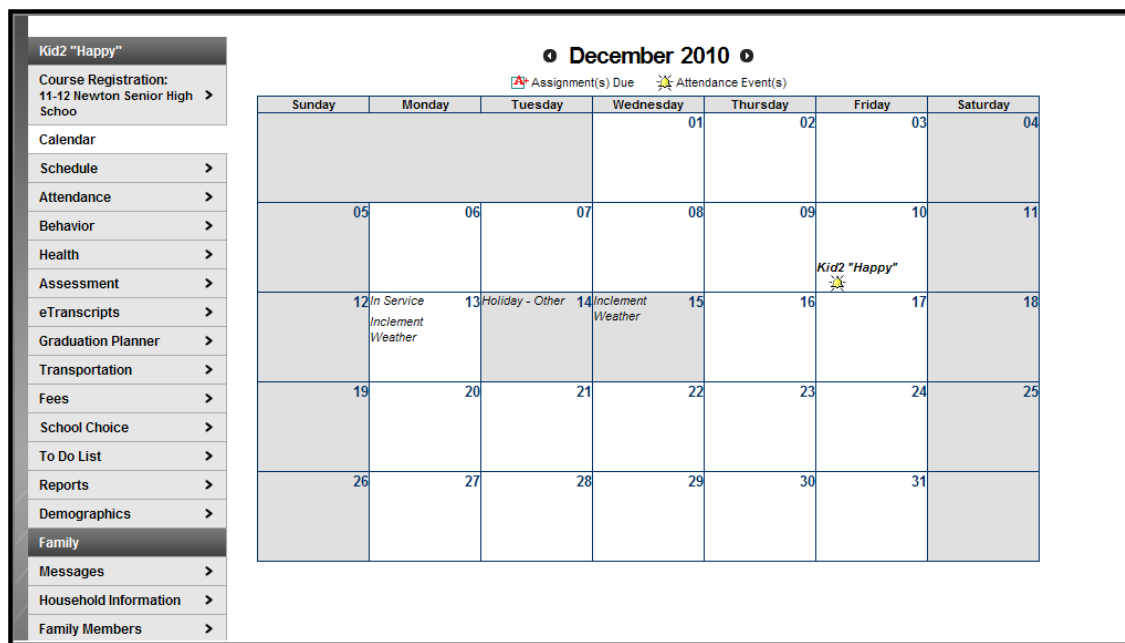 Kid2 "Happy"
Course Registration:
11-12 Newton Senior High
Schoo
Calendar
Schedule
Attendance
Behavior
Health
Assessment
eTranscripts
Graduation Planner
Transportation
Fees
School Choice
To Do List
Reports
Demographics
Family
Messages
Household Information
Family Members
December 2010
A+ Assignment(s) Due Attendance Event(s)
Sunday Monday Tuesday Wednesday Thursday Friday Saturday
01 02 03 04
05 06 07 08 09 10 11
Kid2 "Happy"
12 In Service 13 Holiday - Other 14 Inclement 15 16 17 18
Inclement Weather
Weather
19 20 21 22 23 24 25
26 27 28 29 30 31